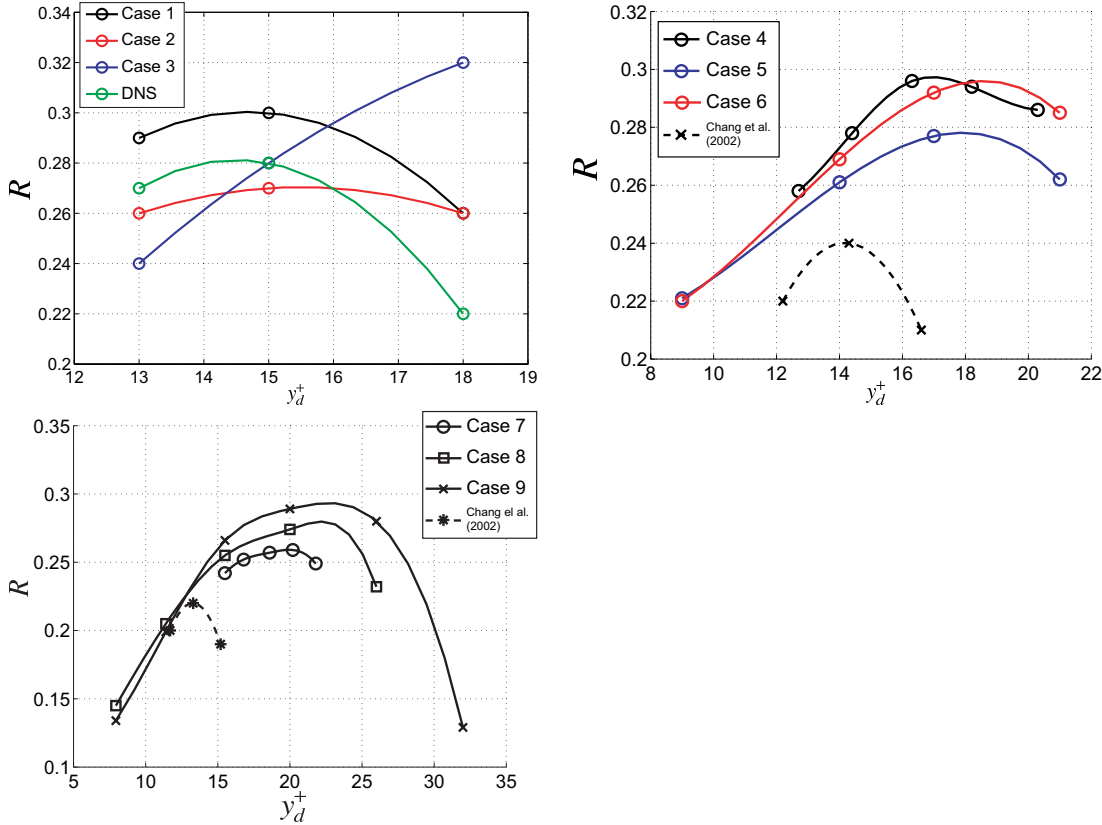 0.34
0.32
0.3
0.28
0.26
0.24
0.22
0.2
R
12
13
14
15
16
17
18
19
y_d^+
Case 1
Case 2
Case 3
DNS
0.32
0.3
0.28
0.26
0.24
0.22
0.2
R
8
10
12
14
16
18
20
22
y_d^+
Case 4
Case 5
Case 6
Chang et al.
(2002)
0.35
0.3
0.25
0.2
0.15
0.1
R
5
10
15
20
25
30
35
y_d^+
Case 7
Case 8
Case 9
Chang et al.
(2002)